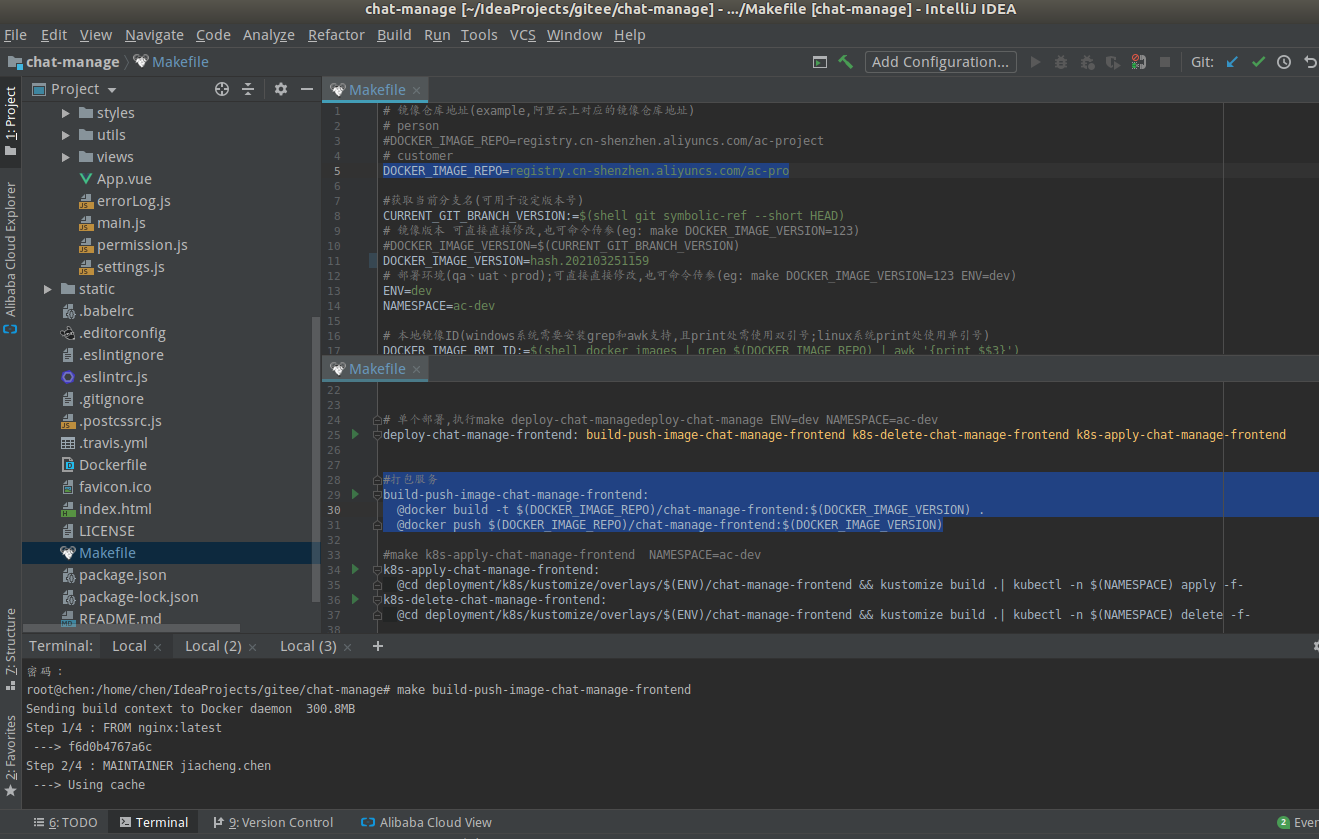 chat-manage [~/IdeaProjects/gitee/chat-manage] - .../Makefile [chat-manage] - IntelliJ IDEA
File Edit View Navigate Code Analyze Refactor Build Run Tools VCS Window Help
chat-manage Makefile Add Configuration... Git:
1: Project
Alibaba Cloud Explorer
Z: Structure
2: Favorites
Project
styles
utils
views
App.vue
errorLog.js
main.js
permission.js
settings.js
static
.babelrc
.editorconfig
.eslintignore
.eslintrc.js
.gitignore
.postcssrc.js
.travis.yml
Dockerfile
favicon.ico
index.html
LICENSE
Makefile
package.json
package-lock.json
README.md
Makefile
1 # 镜像仓库地址(example,阿里云上对应的镜像仓库地址)
2 # person
3 #DOCKER_IMAGE_REPO=registry.cn-shenzhen.aliyuncs.com/ac-project
4 # customer
5 DOCKER_IMAGE_REPO=registry.cn-shenzhen.aliyuncs.com/ac-pro
6
7 #获取当前分支名(可用于设定版本号)
8 CURRENT_GIT_BRANCH_VERSION:=$(shell git symbolic-ref --short HEAD)
9 # 镜像版本 可直接直接修改,也可命令传参(eg: make DOCKER_IMAGE_VERSION=123)
10 #DOCKER_IMAGE_VERSION=$(CURRENT_GIT_BRANCH_VERSION)
11 DOCKER_IMAGE_VERSION=hash.202103251159
12 # 部署环境(qa、uat、prod);可直接直接修改,也可命令传参(eg: make DOCKER_IMAGE_VERSION=123 ENV=dev)
13 ENV=dev
14 NAMESPACE=ac-dev
15
16 # 本地镜像ID(windows系统需要安装grep和awk支持,且print处需使用双引号;linux系统print处使用单引号)
17 DOCKER_IMAGE_RMI_ID:=$(shell docker images | grep $(DOCKER_IMAGE_REPO) | awk '{print $$3}')
Makefile
22
23
24 # 单个部署,执行make deploy-chat-managedeploy-chat-manage ENV=dev NAMESPACE=ac-dev
25 deploy-chat-manage-frontend: build-push-image-chat-manage-frontend k8s-delete-chat-manage-frontend k8s-apply-chat-manage-frontend
26
27
28 #打包服务
29 build-push-image-chat-manage-frontend:
30 @docker build -t $(DOCKER_IMAGE_REPO)/chat-manage-frontend:$(DOCKER_IMAGE_VERSION) .
31 @docker push $(DOCKER_IMAGE_REPO)/chat-manage-frontend:$(DOCKER_IMAGE_VERSION)
32
33 #make k8s-apply-chat-manage-frontend  NAMESPACE=ac-dev
34 k8s-apply-chat-manage-frontend:
35 @cd deployment/k8s/kustomize/overlays/$(ENV)/chat-manage-frontend && kustomize build .| kubectl -n $(NAMESPACE) apply -f-
36 k8s-delete-chat-manage-frontend:
37 @cd deployment/k8s/kustomize/overlays/$(ENV)/chat-manage-frontend && kustomize build .| kubectl -n $(NAMESPACE) delete -f-
38
Terminal: Local Local (2) Local (3) +
密码：
root@chen:/home/chen/IdeaProjects/gitee/chat-manage# make build-push-image-chat-manage-frontend
Sending build context to Docker daemon  300.8MB
Step 1/4 : FROM nginx:latest
 ---> f6d0b4767a6c
Step 2/4 : MAINTAINER jiacheng.chen
 ---> Using cache
6: TODO Terminal 9: Version Control Alibaba Cloud View 2 Ever